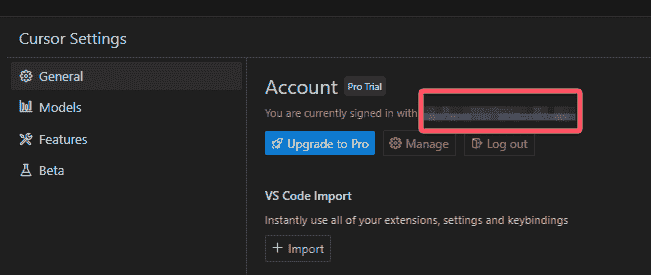 Cursor Settings
General
Models
Features
Beta
Account Pro Trial
You are currently signed in with
Upgrade to Pro Manage Log out
VS Code Import
Instantly use all of your extensions, settings and keybindings
+ Import